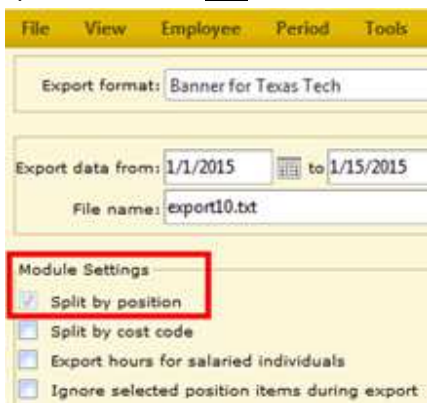 File View Employee Period Tools
Export format: Banner for Texas Tech
Export data from: 1/1/2015 to 1/15/2015
File name: export10.txt
Module Settings
Split by position
Split by cost code
Export hours for salaried individuals
Ignore selected position items during export